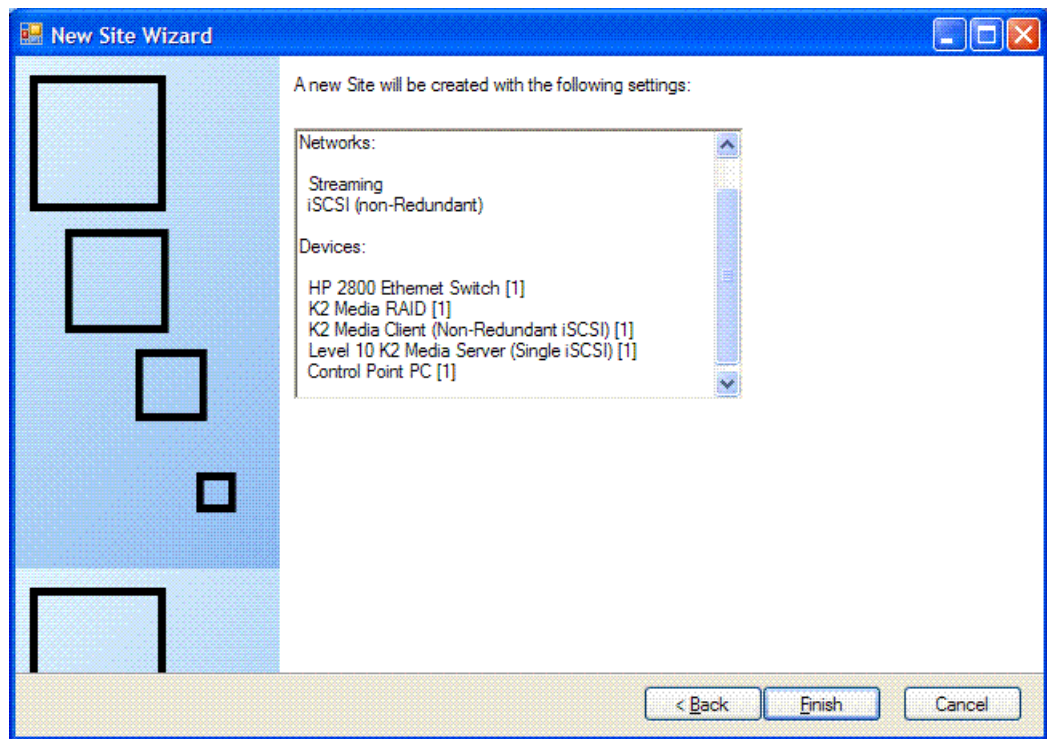 New Site Wizard
A new Site will be created with the following settings:
Networks:
Streaming
iSCSI (non-Redundant)
Devices:
HP 2800 Ethernet Switch [1]
K2 Media RAID [1]
K2 Media Client (Non-Redundant iSCSI) [1]
Level 10 K2 Media Server (Single iSCSI) [1]
Control Point PC [1]
< Back Finish Cancel